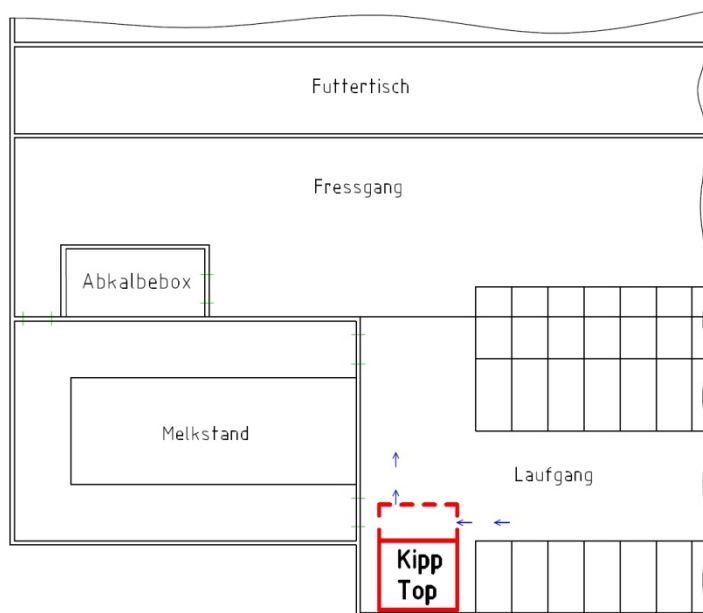 Futtertisch
Fressgang
Abkalbebox
Melkstand
Laufgang
Kipp
Top